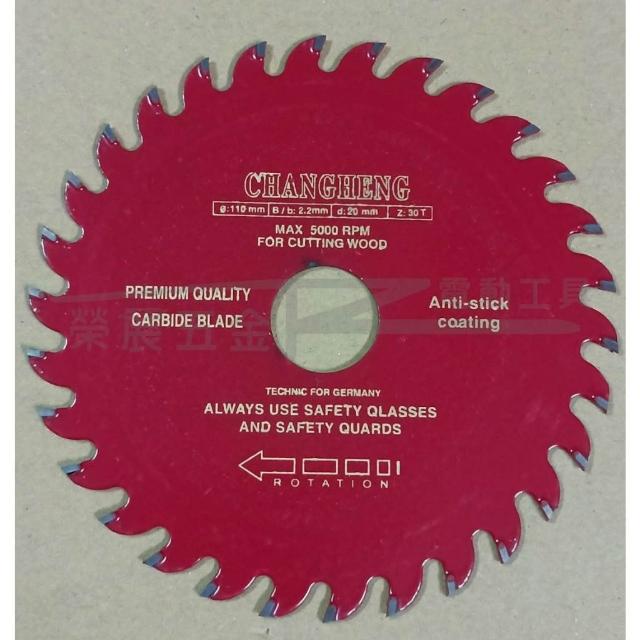 CHANGHENG
ø:110 mm B / b: 2.2mm d:20 mm Z: 30 T
MAX 5000 RPM
FOR CUTTING WOOD
PREMIUM QUALITY
CARBIDE BLADE
Anti-stick
coating
榮宸五金
電動工具
TECHNIC FOR GERMANY
ALWAYS USE SAFETY QLASSES
AND SAFETY QUARDS
ROTATION